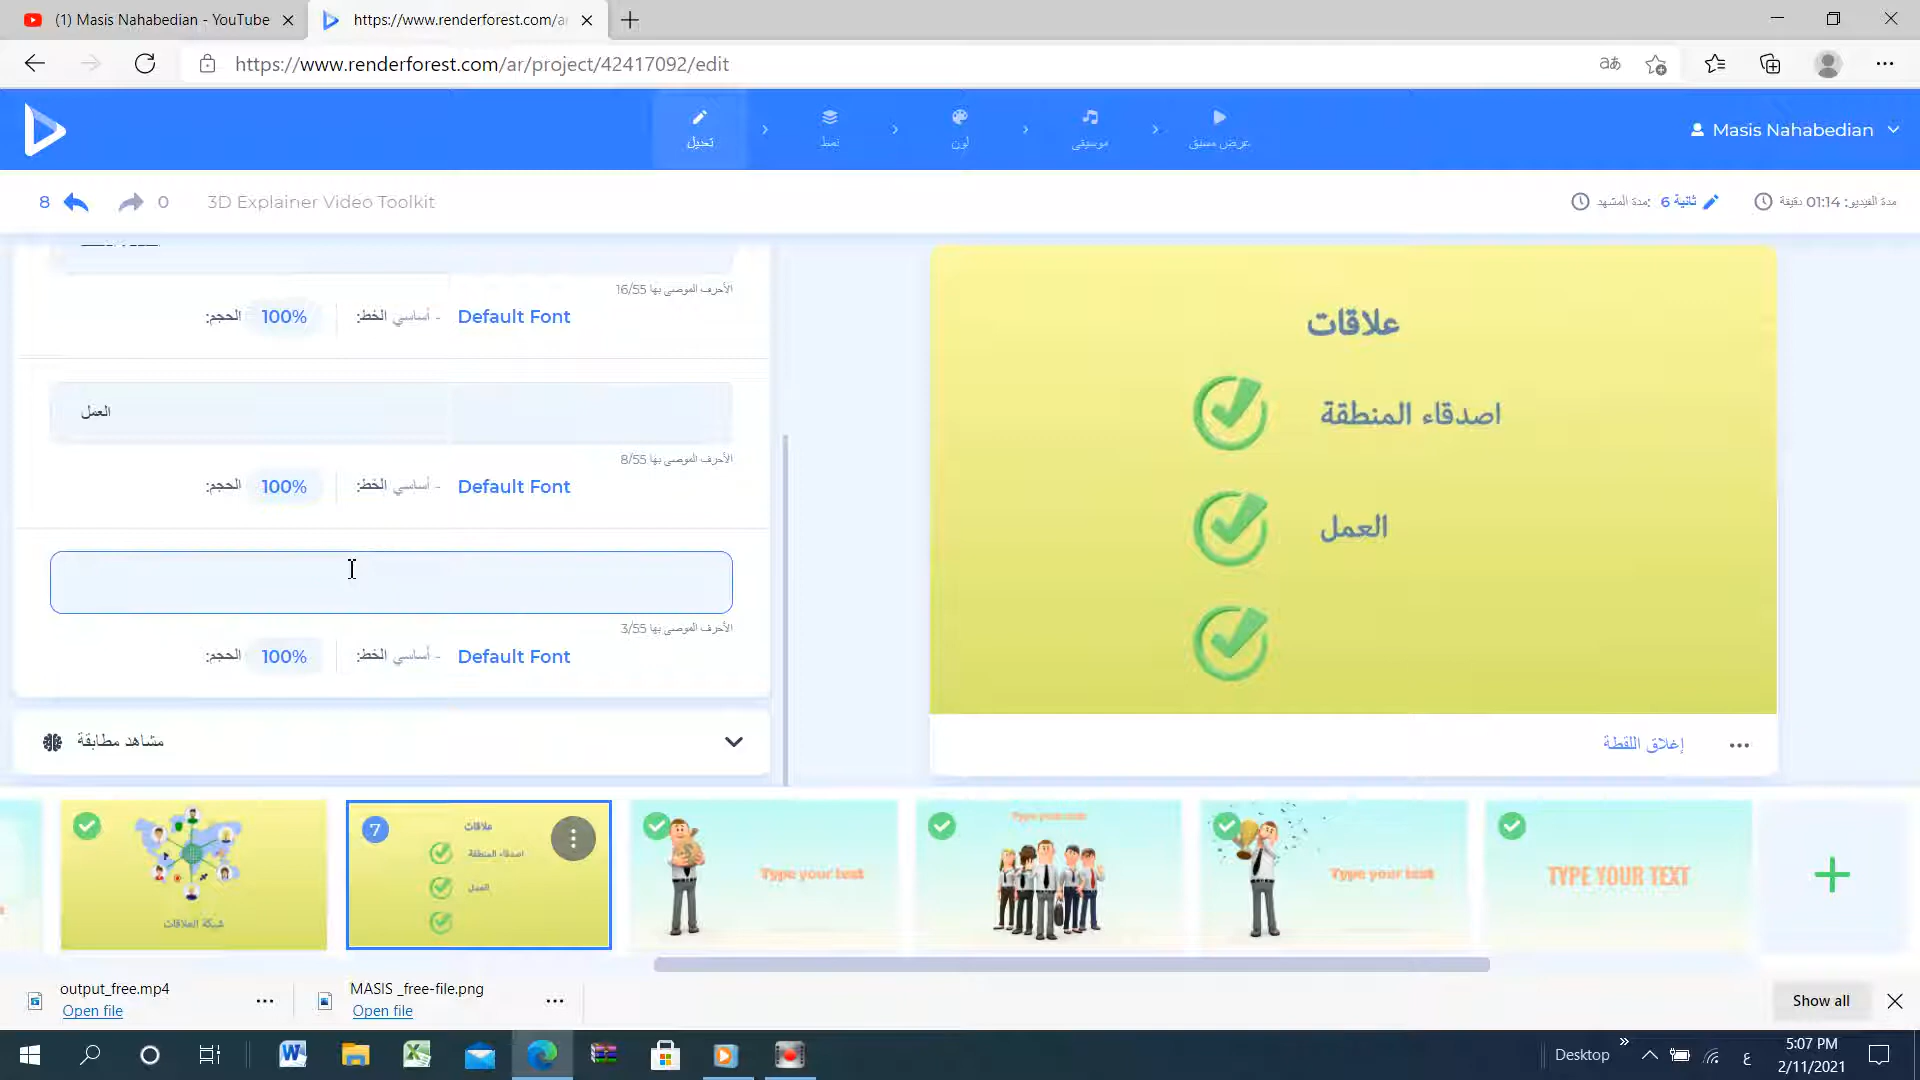 (1) Masis Nahabedian - YouTube
https://www.renderforest.com/ar
https://www.renderforest.com/ar/project/42417092/edit
تعديل
نمط
لون
موسيقى
عرض مسبق
Masis Nahabedian
8
0
3D Explainer Video Toolkit
مدة المشهد: 6 ثانية
مدة الفيديو: 01:14 دقيقة
الأحرف الموصى بها 16/55
الحجم: 100%
الخط: أساسي - Default Font
العمل
الأحرف الموصى بها 8/55
الحجم: 100%
الخط: أساسي - Default Font
الأحرف الموصى بها 3/55
الحجم: 100%
الخط: أساسي - Default Font
مشاهد مطابقة
علاقات
اصدقاء المنطقة
العمل
إغلاق اللقطة
شبكة العلاقات
7
علاقات
اصدقاء المنطقة
العمل
Type your text
Type your text
Type your text
TYPE YOUR TEXT
output_free.mp4
Open file
MASIS _free-file.png
Open file
Show all
Desktop
ع
5:07 PM
2/11/2021